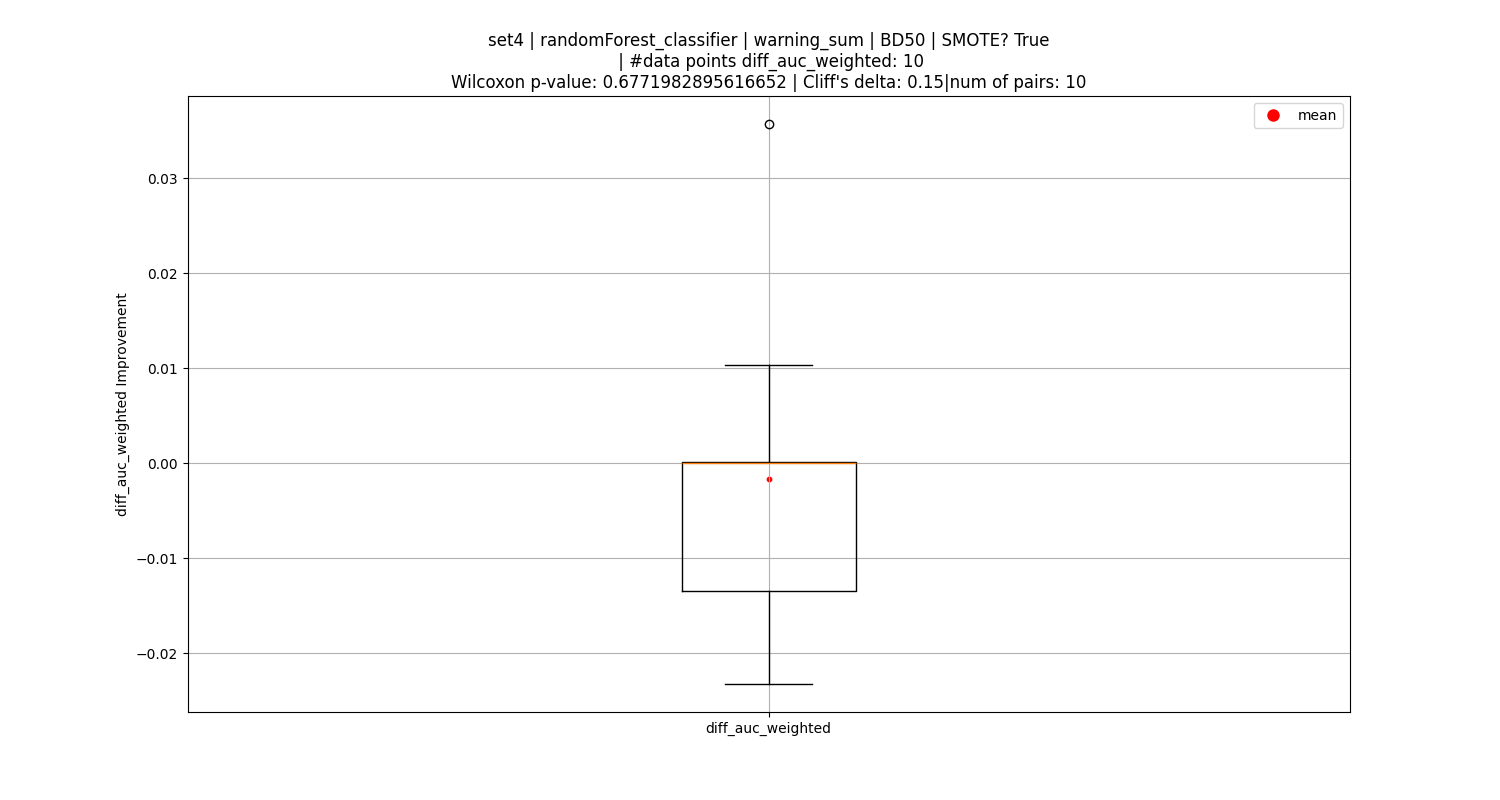 set4 | randomForest_classifier | warning_sum | BD50 | SMOTE? True
| #data points diff_auc_weighted: 10
Wilcoxon p-value: 0.6771982895616652 | Cliff's delta: 0.15|num of pairs: 10
mean
0.03
0.02
0.01
0.00
−0.01
−0.02
diff_auc_weighted Improvement
diff_auc_weighted